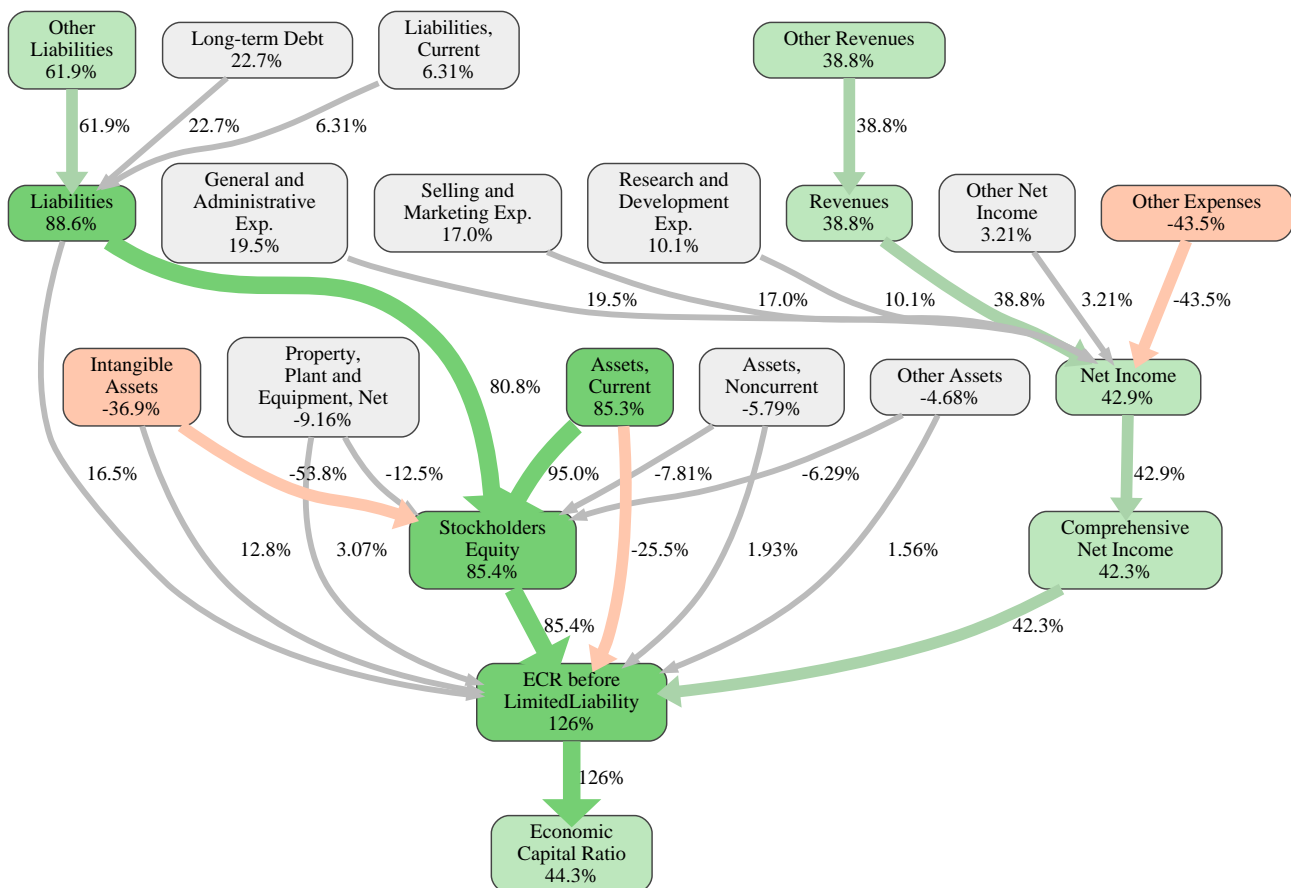 Other
Liabilities
61.9%
Long-term Debt
22.7%
Liabilities,
Current
6.31%
Other Revenues
38.8%
61.9%
22.7%
6.31%
38.8%
Liabilities
88.6%
General and
Administrative
Exp.
19.5%
Selling and
Marketing Exp.
17.0%
Research and
Development
Exp.
10.1%
Revenues
38.8%
Other Net
Income
3.21%
Other Expenses
-43.5%
19.5%
17.0%
10.1%
38.8%
3.21%
-43.5%
Intangible
Assets
-36.9%
Property,
Plant and
Equipment, Net
-9.16%
80.8%
Assets,
Current
85.3%
Assets,
Noncurrent
-5.79%
Other Assets
-4.68%
Net Income
42.9%
16.5%
-53.8%
-12.5%
95.0%
-7.81%
-6.29%
42.9%
Stockholders
Equity
85.4%
Comprehensive
Net Income
42.3%
12.8%
3.07%
-25.5%
1.93%
1.56%
85.4%
42.3%
ECR before
LimitedLiability
126%
126%
Economic
Capital Ratio
44.3%